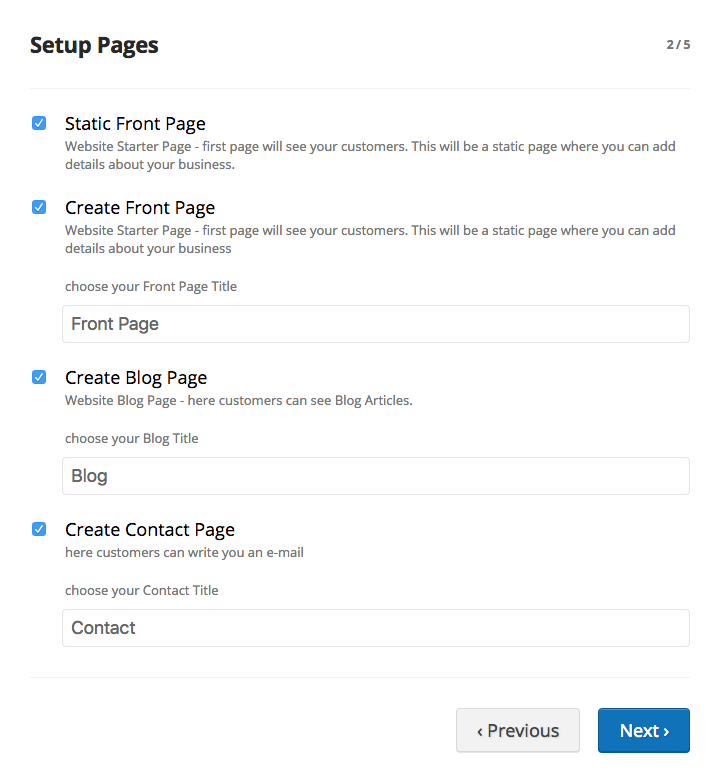 Setup Pages
2 / 5
Static Front Page
Website Starter Page - first page will see your customers. This will be a static page where you can add
details about your business.
Create Front Page
Website Starter Page - first page will see your customers. This will be a static page where you can add
details about your business
choose your Front Page Title
Front Page
Create Blog Page
Website Blog Page - here customers can see Blog Articles.
choose your Blog Title
Blog
Create Contact Page
here customers can write you an e-mail
choose your Contact Title
Contact
‹ Previous
Next ›